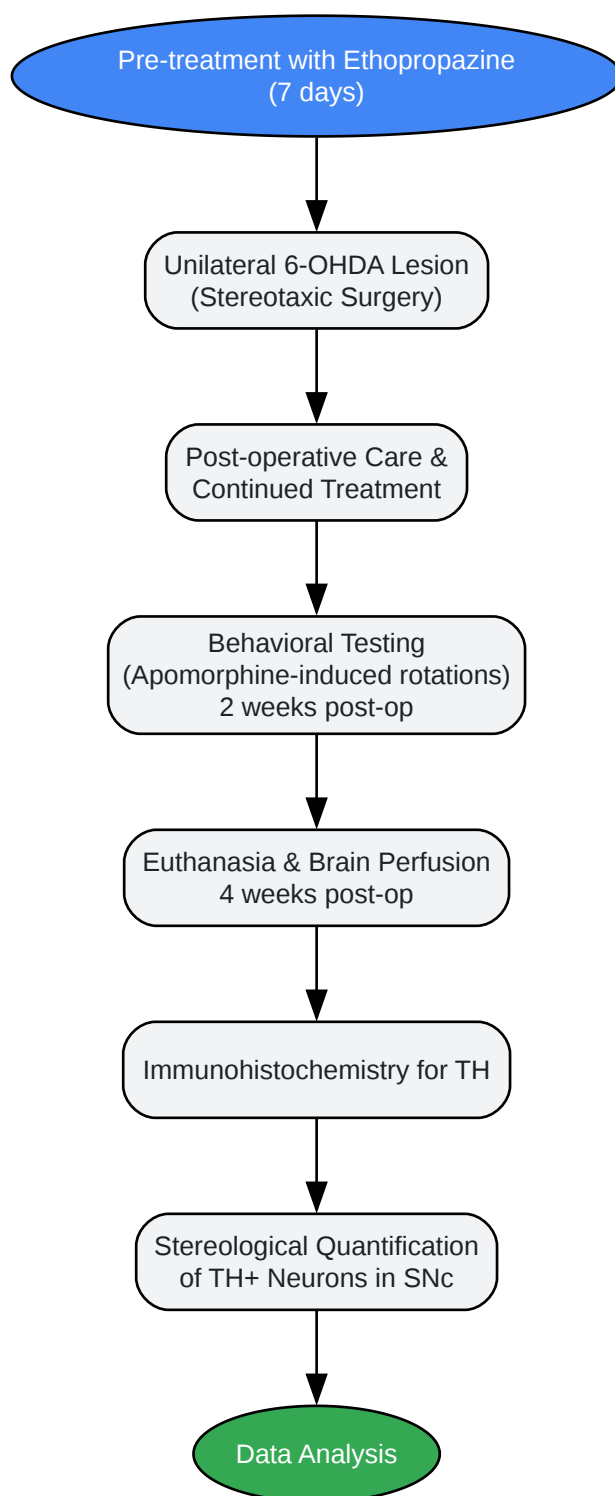 Pre-treatment with Ethopropazine
(7 days)
Unilateral 6-OHDA Lesion
(Stereotaxic Surgery)
Post-operative Care &
Continued Treatment
Behavioral Testing
(Apomorphine-induced rotations)
2 weeks post-op
Euthanasia & Brain Perfusion
4 weeks post-op
Immunohistochemistry for TH
Stereological Quantification
of TH+ Neurons in SNc
Data Analysis